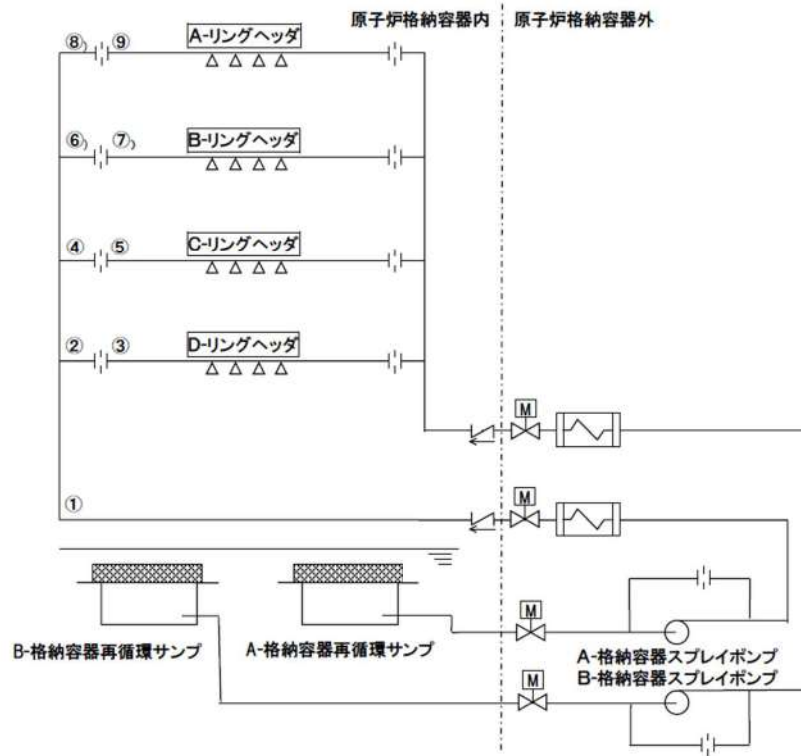 原子炉格納容器内 原子炉格納容器外
⑧) ⑨ A-リングヘッダ
⑥) ⑦) B-リングヘッダ
④ ⑤ C-リングヘッダ
② ③ D-リングヘッダ
M
①
M
M
B-格納容器再循環サンプ A-格納容器再循環サンプ A-格納容器スプレイポンプ
B-格納容器スプレイポンプ
M